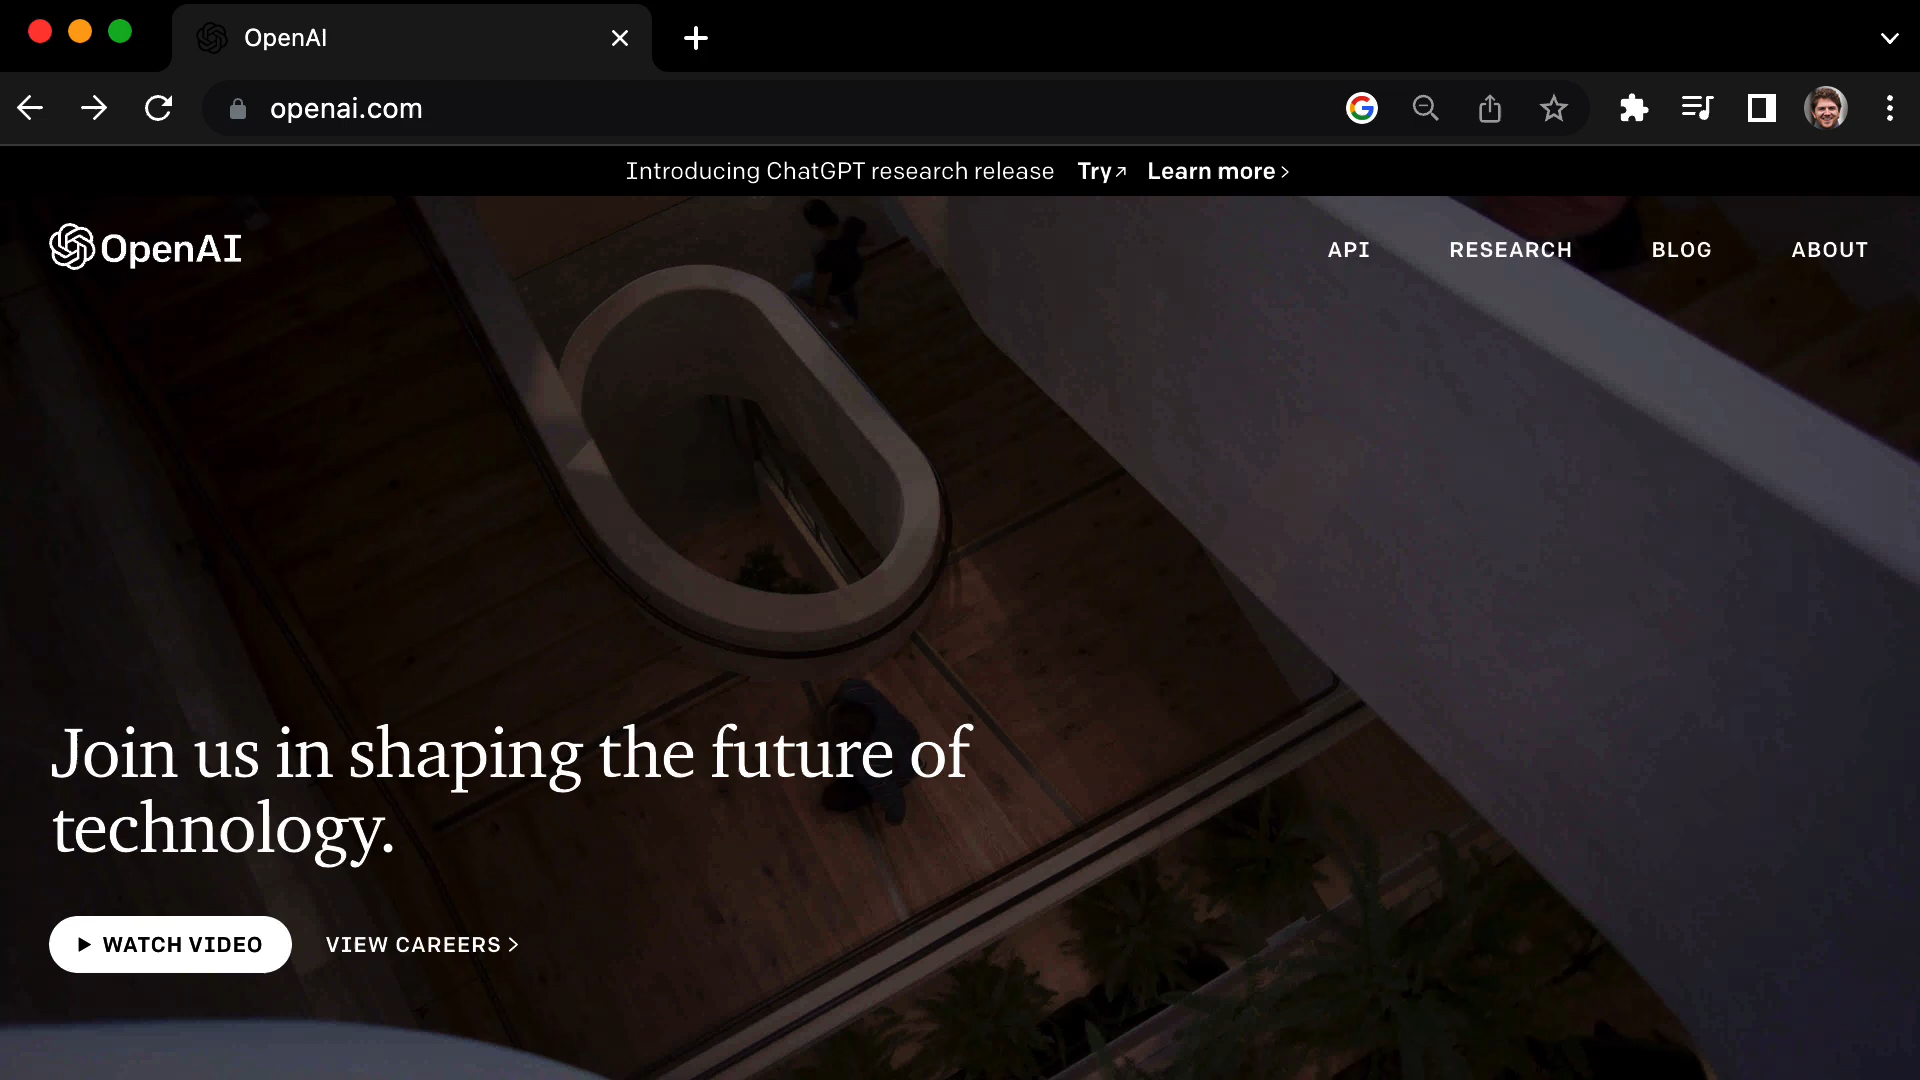 OpenAI
openai.com
Introducing ChatGPT research release Try↗ Learn more >
OpenAI
API RESEARCH BLOG ABOUT
Join us in shaping the future of
technology.
WATCH VIDEO VIEW CAREERS >